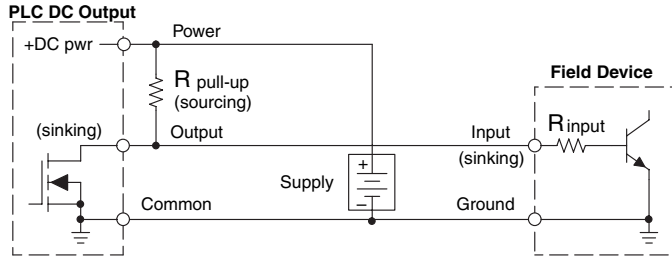 PLC DC Output
+DC pwr
Power
R pull-up
(sourcing)
Field Device
(sinking)
Output
Input
(sinking)
R input
+
Supply
–
Common
Ground